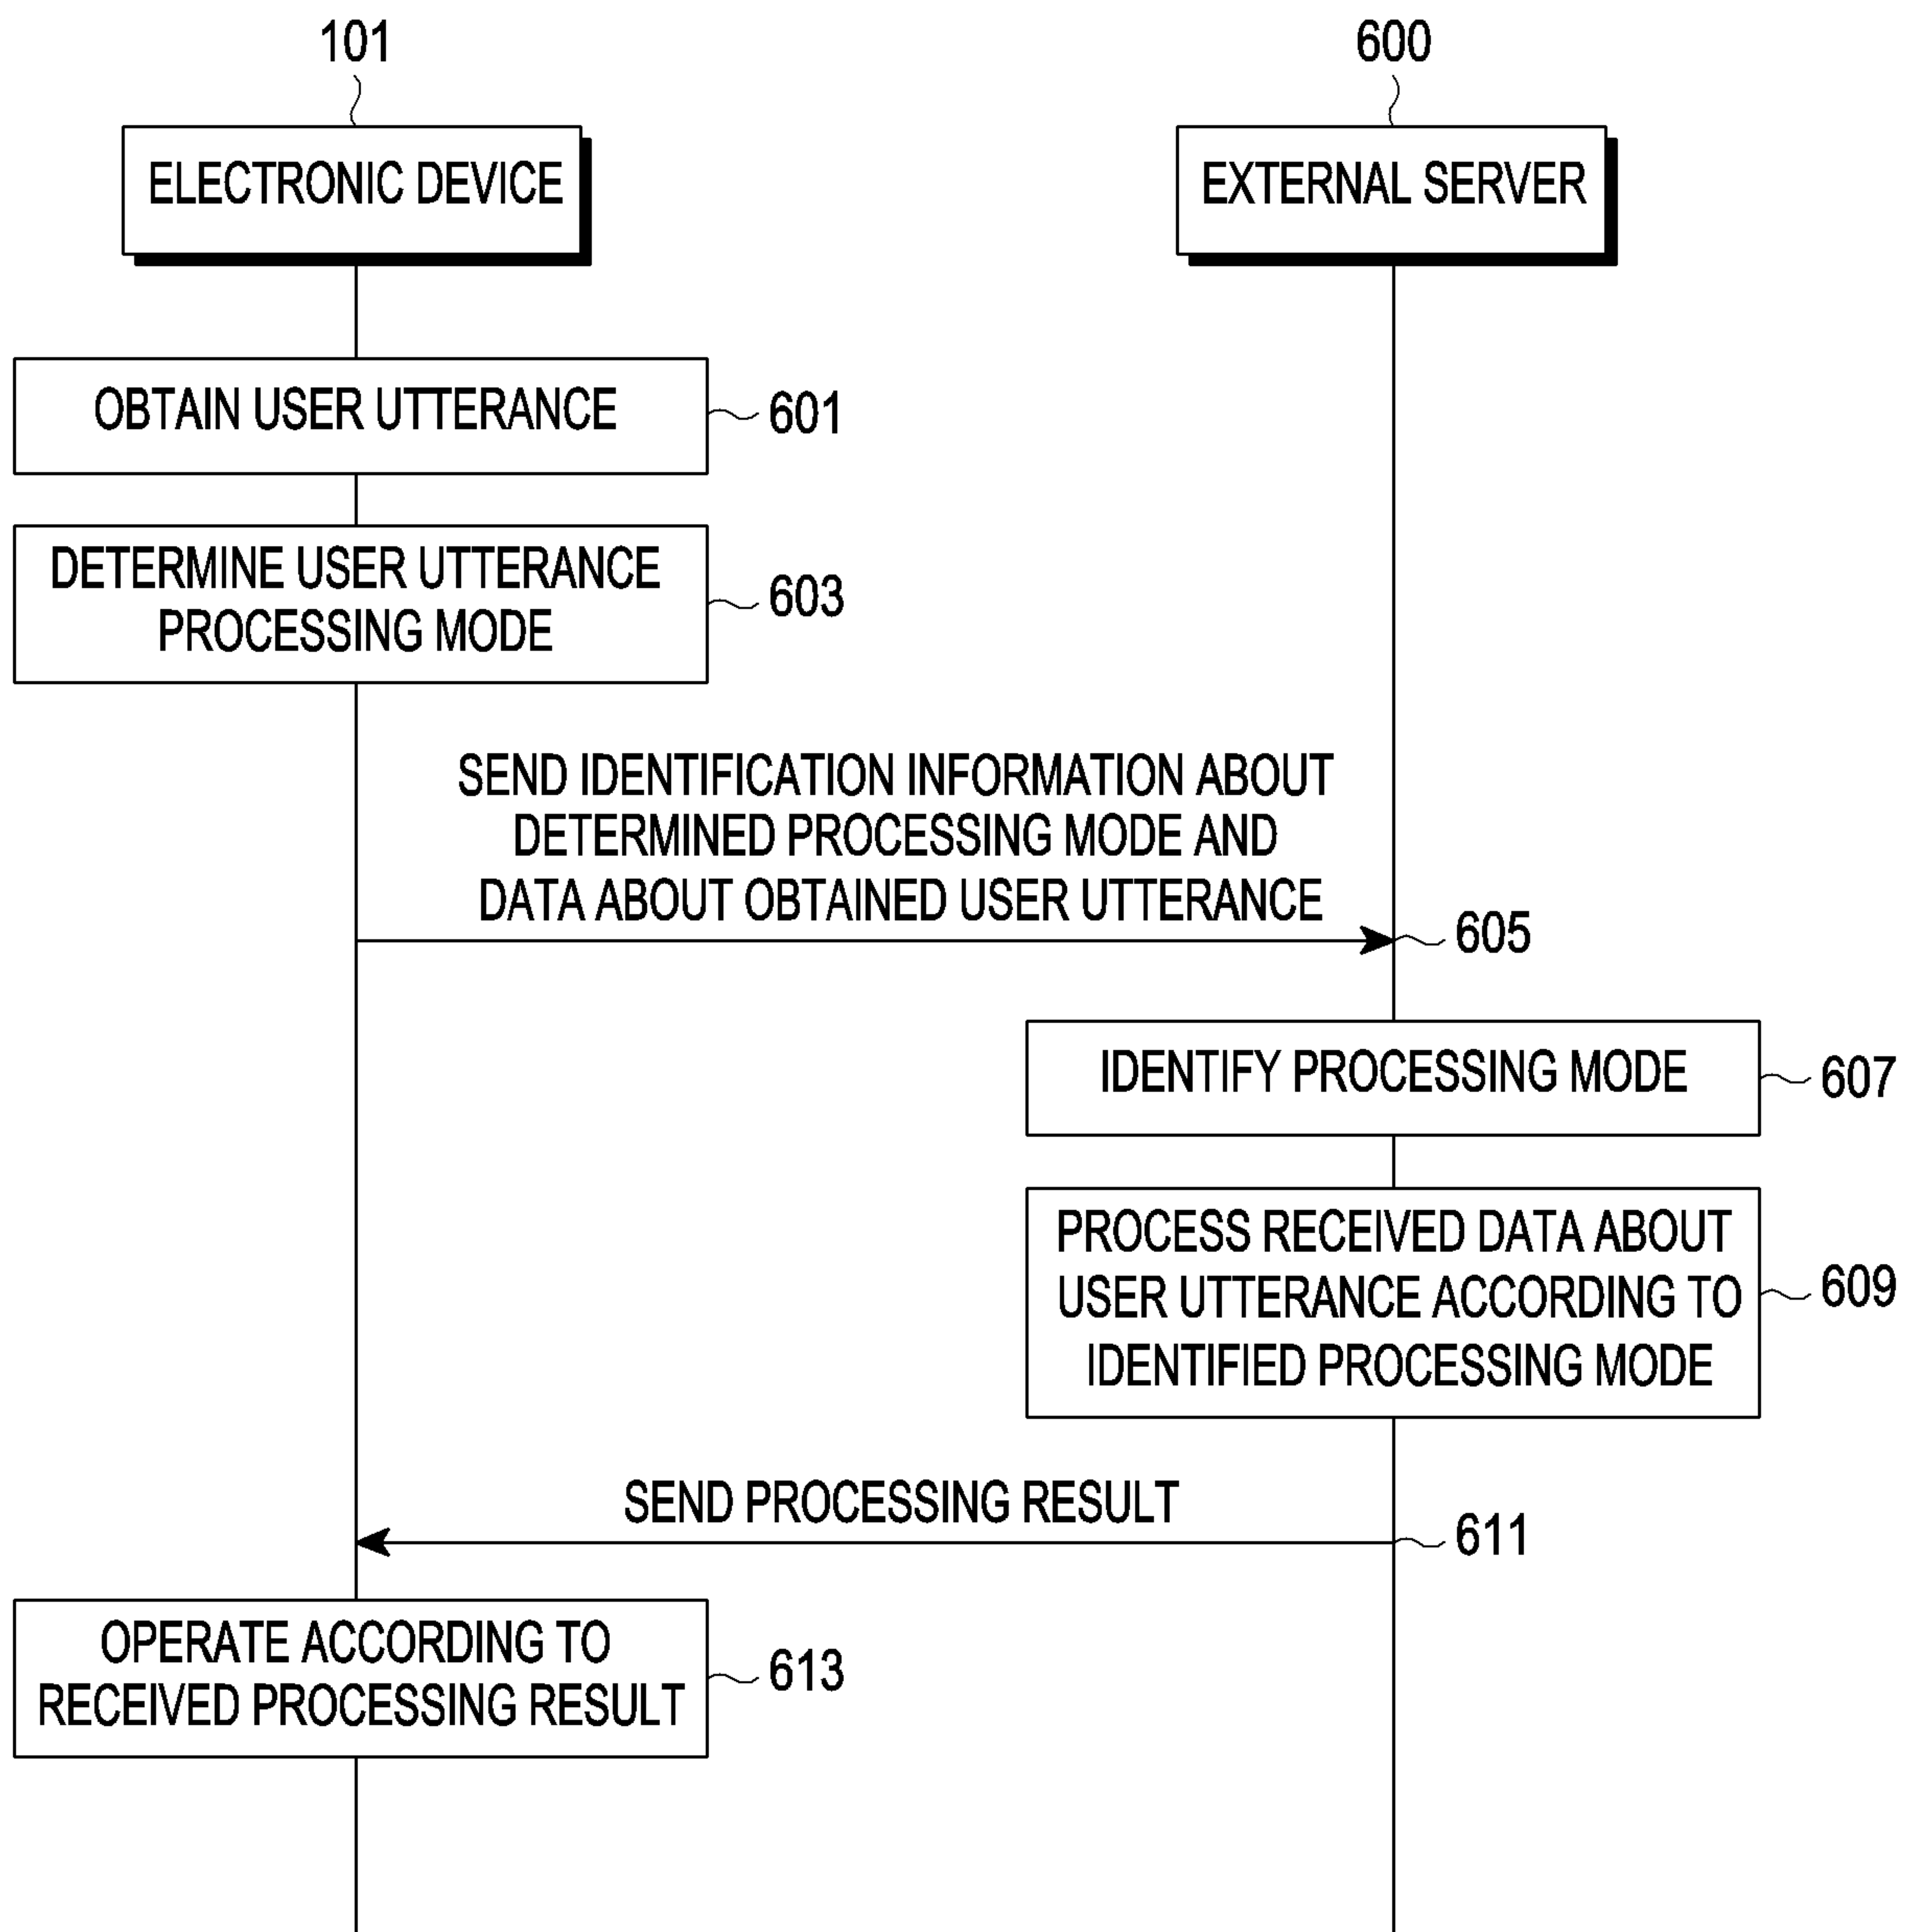 101
600
ELECTRONIC DEVICE
EXTERNAL SERVER
OBTAIN USER UTTERANCE
601
DETERMINE USER UTTERANCE
PROCESSING MODE
603
SEND IDENTIFICATION INFORMATION ABOUT
DETERMINED PROCESSING MODE AND
DATA ABOUT OBTAINED USER UTTERANCE
605
IDENTIFY PROCESSING MODE
607
PROCESS RECEIVED DATA ABOUT
USER UTTERANCE ACCORDING TO
IDENTIFIED PROCESSING MODE
609
SEND PROCESSING RESULT
611
OPERATE ACCORDING TO
RECEIVED PROCESSING RESULT
613